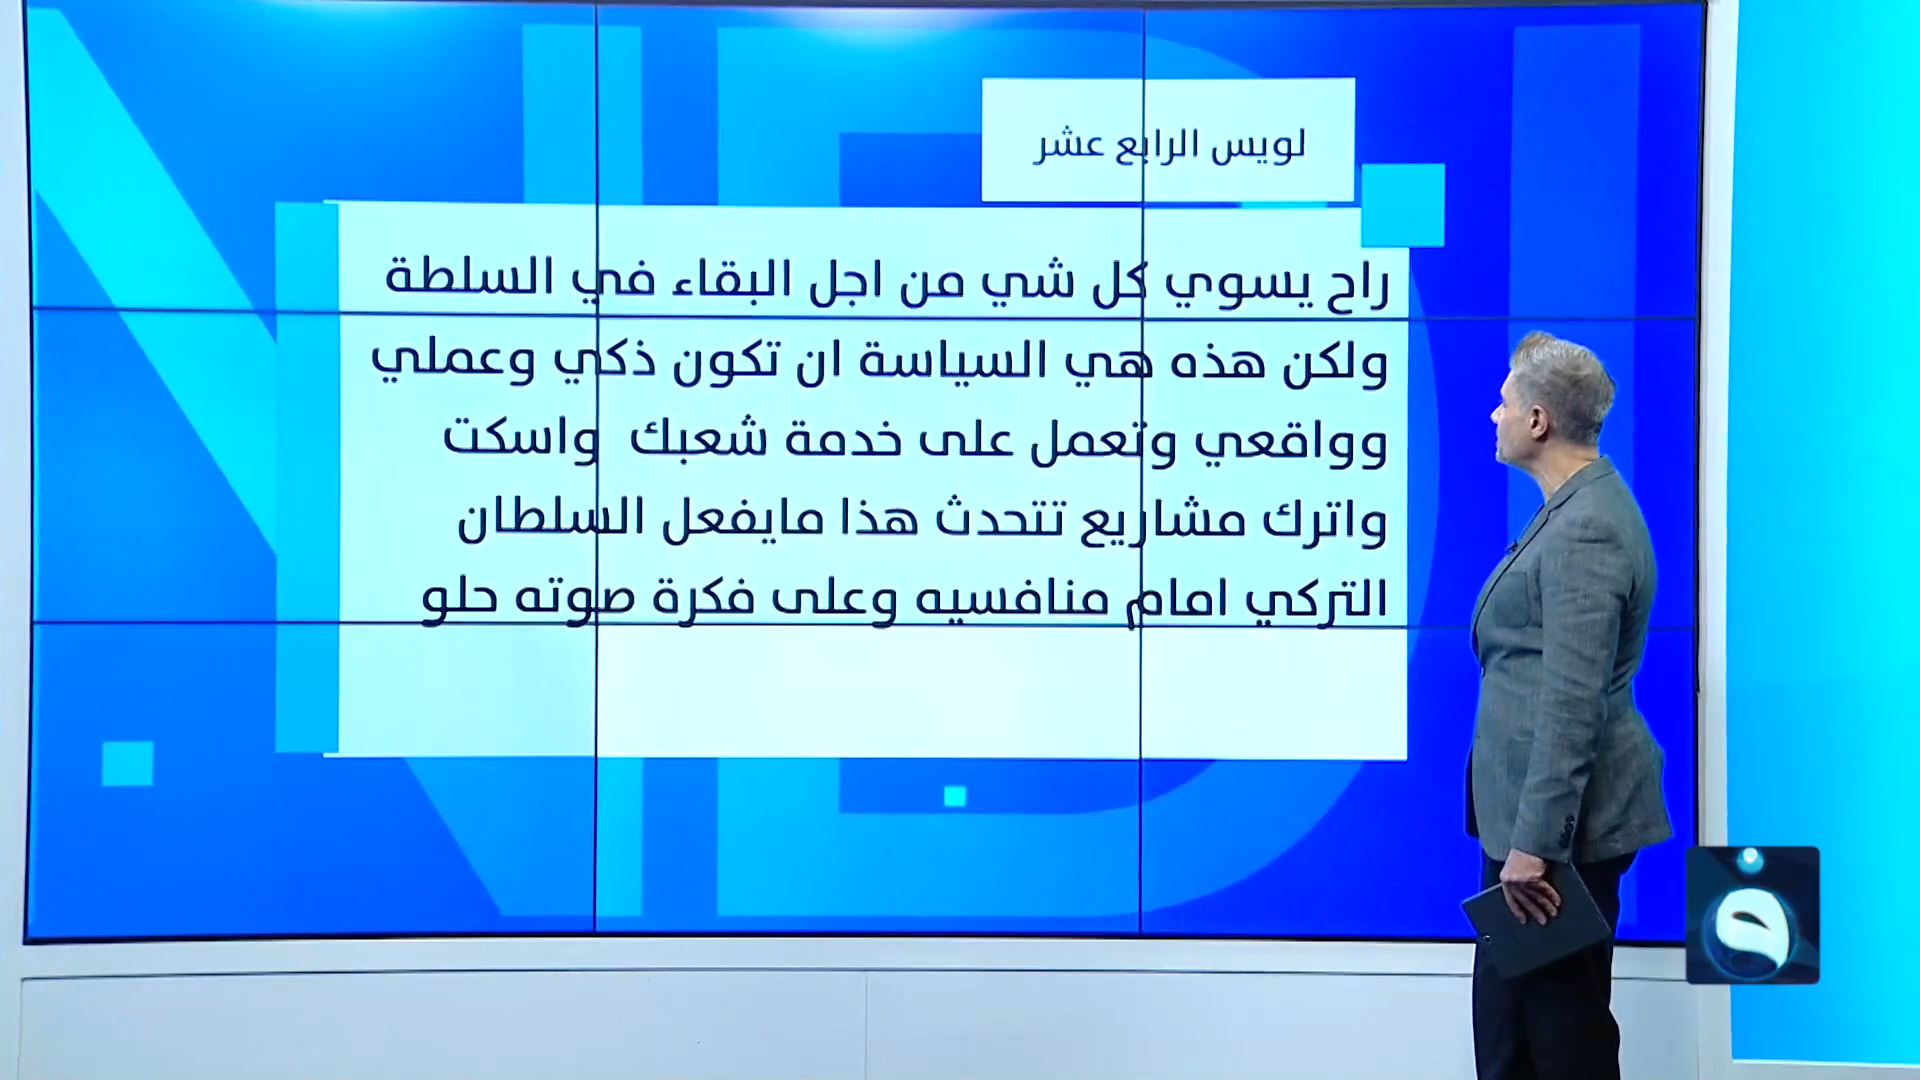 لويس الرابع عشر
راح يسوي كل شي من اجل البقاء في السلطة
ولكن هذه هي السياسة ان تكون ذكي وعملي
وواقعي وتعمل على خدمة شعبك واسكت
واترك مشاريع تتحدث هذا مايفعل السلطان
التركي امام منافسيه وعلى فكرة صوته حلو